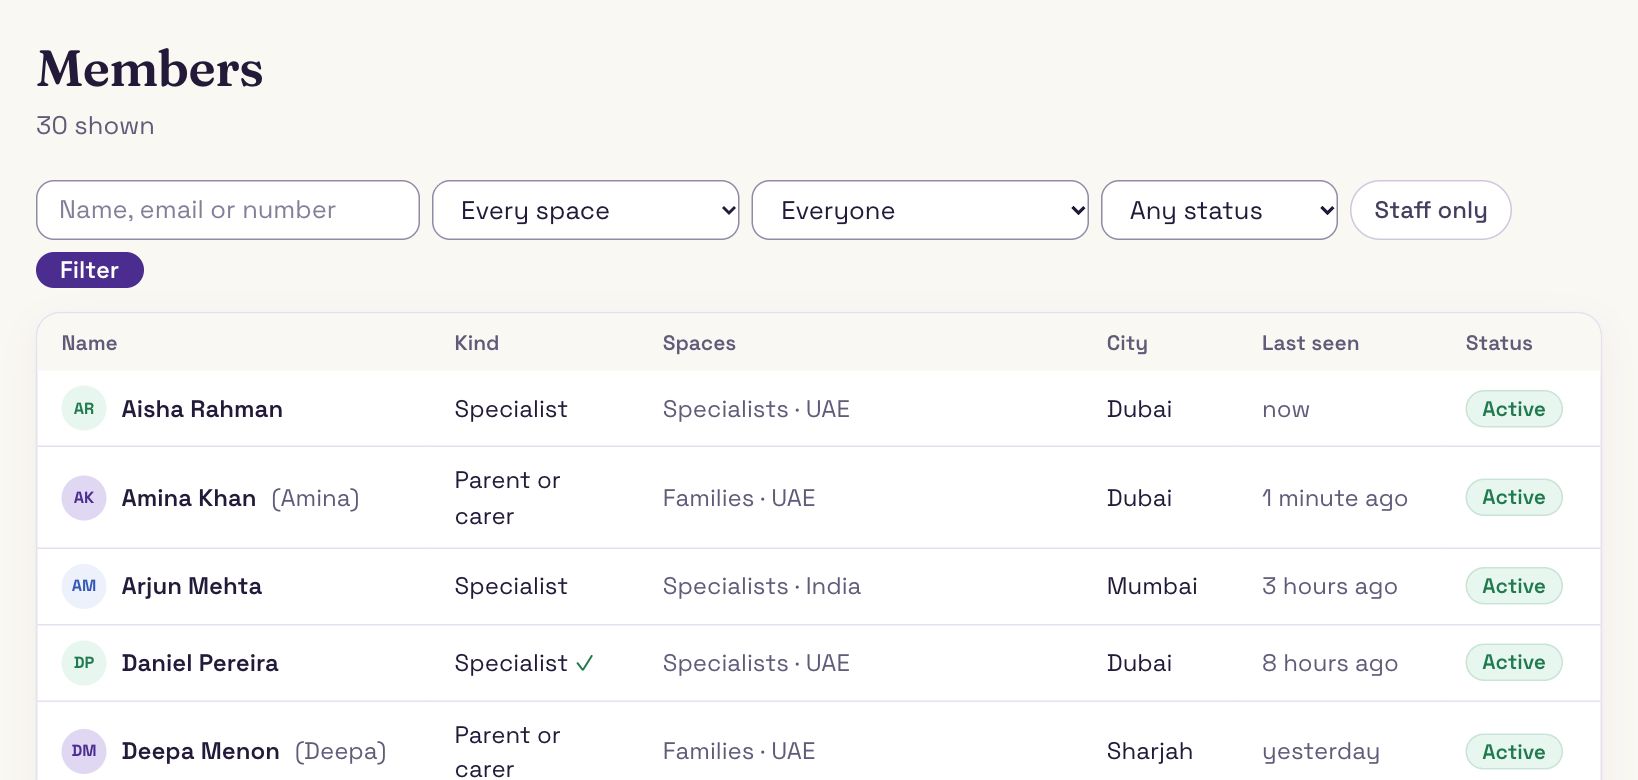 Members
30 shown
Name, email or number Every space Everyone Any status Staff only
Filter
Name Kind Spaces City Last seen Status
AR Aisha Rahman Specialist Specialists · UAE Dubai now Active
AK Amina Khan (Amina) Parent or carer Families · UAE Dubai 1 minute ago Active
AM Arjun Mehta Specialist Specialists · India Mumbai 3 hours ago Active
DP Daniel Pereira Specialist ✓ Specialists · UAE Dubai 8 hours ago Active
DM Deepa Menon (Deepa) Parent or carer Families · UAE Sharjah yesterday Active